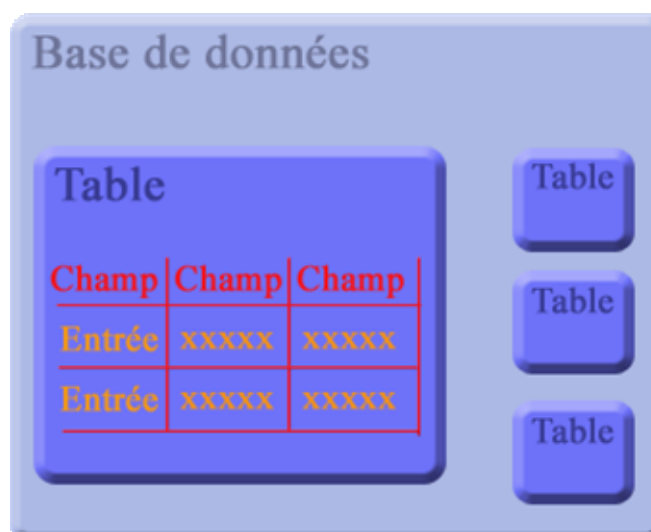 Base de données
Table
Champ Champ Champ
Entrée xxxxx xxxxx
Entrée xxxxx xxxxx
Table
Table
Table